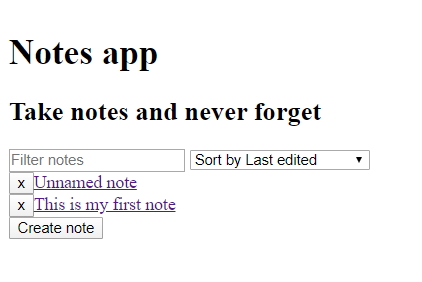 Notes app
Take notes and never forget
Filter notes Sort by Last edited
x Unnamed note
x This is my first note
Create note